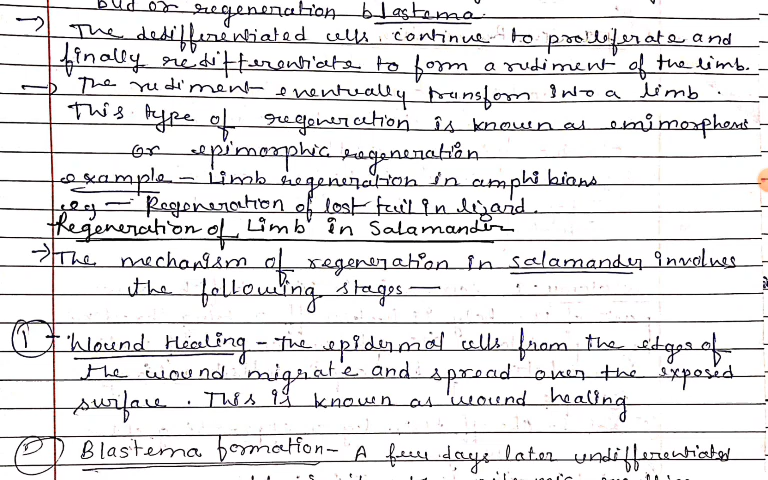 bud or regeneration blastema.
→ The dedifferentiated cells continue to proliferate and
finally redifferentiate to form a rudiment of the limb.
→ The rudiment eventually transform into a limb.
This type of regeneration is known as emimorphens
or epimorphic regeneration
example - Limb regeneration in amphibians
eg - Regeneration of lost tail in lizard.
Regeneration of Limb in Salamander
→ The mechanism of regeneration in salamander involves
the following stages —
1 - Wound Healing - The epidermal cells from the edges of
the wound migrate and spread over the exposed
surface. This is known as wound healing
2 Blastema formation - A few days later undifferentiated